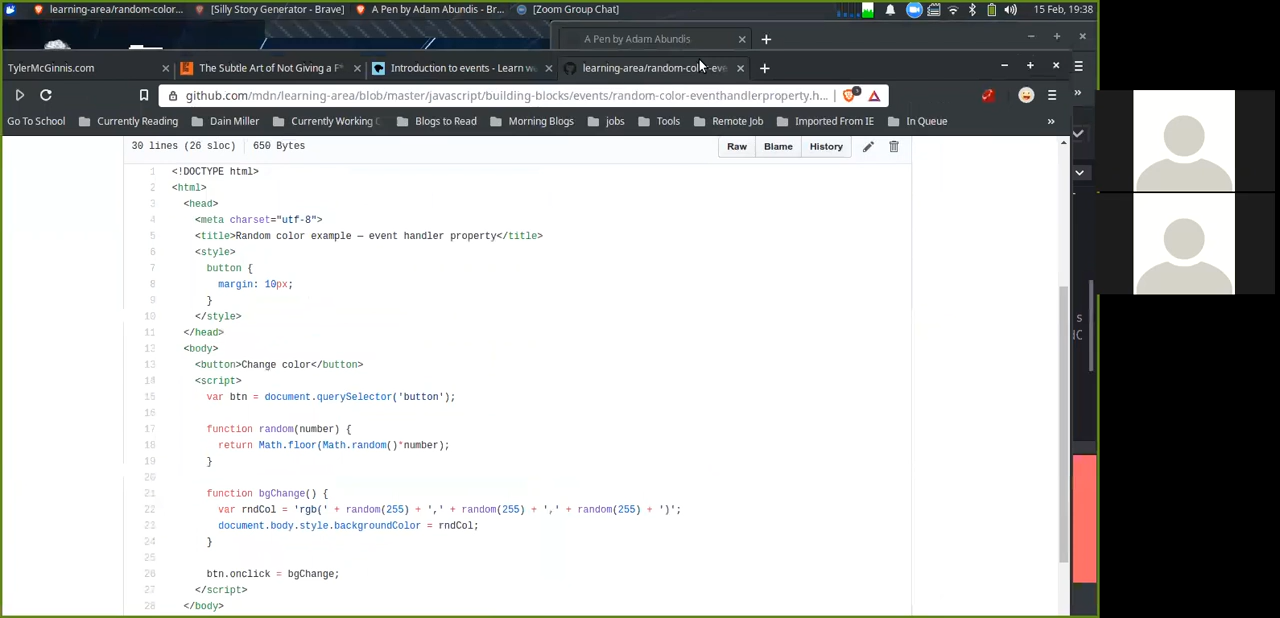 learning-area/random-color...
[Silly Story Generator - Brave]
A Pen by Adam Abundis - Br...
[Zoom Group Chat]
15 Feb, 19:38
A Pen by Adam Abundis
TylerMcGinnis.com
The Subtle Art of Not Giving a F*
Introduction to events - Learn w
learning-area/random-color-eve
github.com/mdn/learning-area/blob/master/javascript/building-blocks/events/random-color-eventhandlerproperty.h...
Go To School
Currently Reading
Dain Miller
Currently Working
Blogs to Read
Morning Blogs
jobs
Tools
Remote Job
Imported From IE
In Queue
»
30 lines (26 sloc)
650 Bytes
Raw
Blame
History
1 <!DOCTYPE html>
2 <html>
3 <head>
4 <meta charset="utf-8">
5 <title>Random color example — event handler property</title>
6 <style>
7 button {
8 margin: 10px;
9 }
10 </style>
11 </head>
12 <body>
13 <button>Change color</button>
14 <script>
15 var btn = document.querySelector('button');
16
17 function random(number) {
18 return Math.floor(Math.random()*number);
19 }
20
21 function bgChange() {
22 var rndCol = 'rgb(' + random(255) + ',' + random(255) + ',' + random(255) + ')';
23 document.body.style.backgroundColor = rndCol;
24 }
25
26 btn.onclick = bgChange;
27 </script>
28 </body>